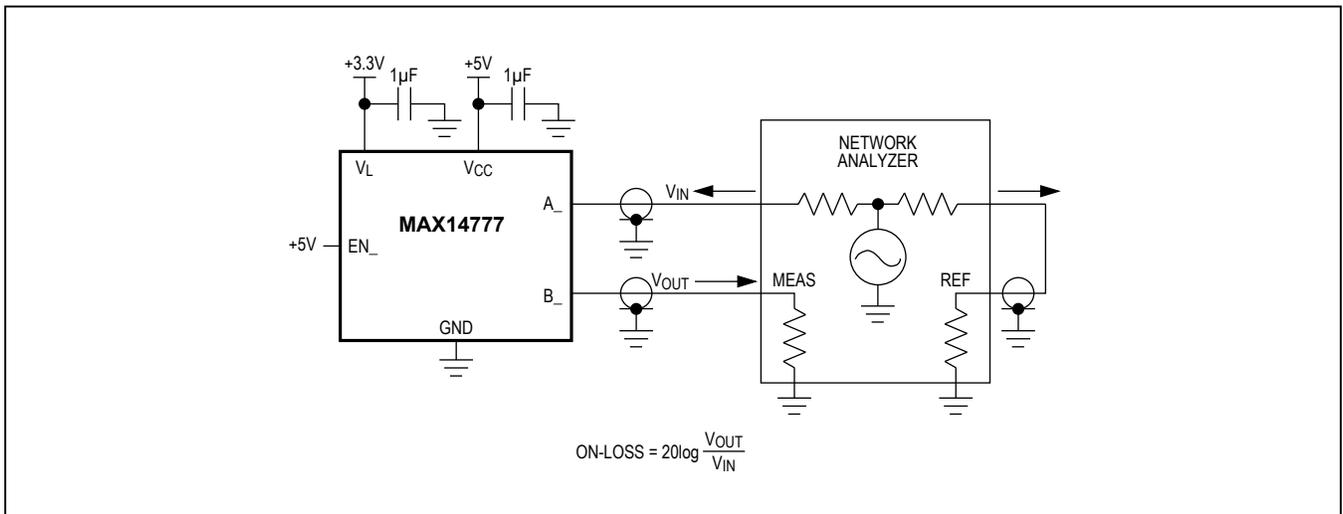 +3.3V
1µF
+5V
1µF
VL
VCC
MAX14777
+5V
EN_
A_
B_
GND
VIN
VOUT
NETWORK
ANALYZER
MEAS
REF
ON-LOSS = 20log VOUT
VIN